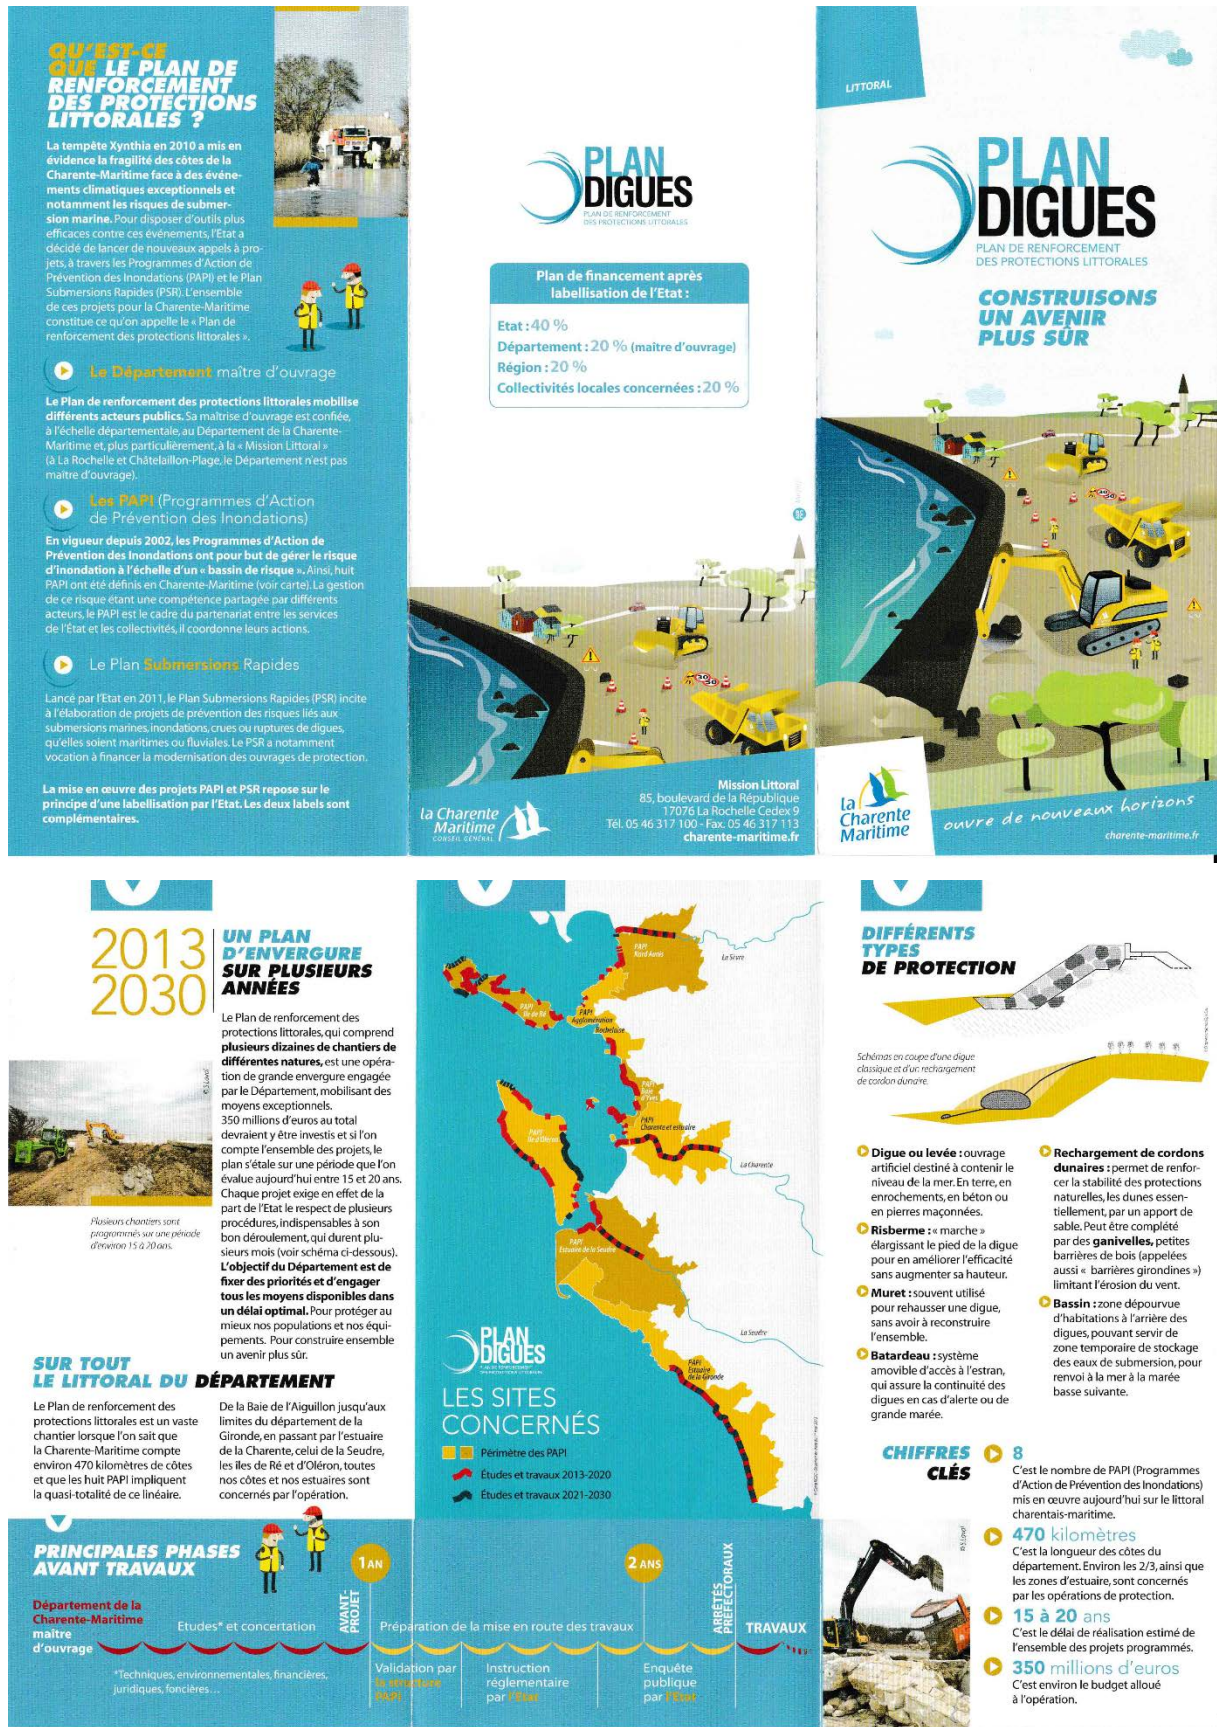 QU'EST-CE
QUE LE PLAN DE
RENFORCEMENT
DES PROTECTIONS
LITTORALES ?
La tempête Xynthia en 2010 a mis en
évidence la fragilité des côtes de la
Charente-Maritime face à des événe-
ments climatiques exceptionnels et
notamment les risques de submer-
sion marine. Pour disposer d'outils plus
efficaces contre ces événements, l'Etat a
décidé de lancer de nouveaux appels à pro-
jets, à travers les Programmes d'Action de
Prévention des Inondations (PAPI) et le Plan
Submersions Rapides (PSR). L'ensemble
de ces projets pour la Charente-Maritime
constitue ce qu'on appelle le « Plan de
renforcement des protections littorales ».
Le Département maître d'ouvrage
Le Plan de renforcement des protections littorales mobilise
différents acteurs publics. Sa maîtrise d'ouvrage est confiée,
à l'échelle départementale, au Département de la Charente-
Maritime et, plus particulièrement, à la « Mission Littoral »
(à La Rochelle et Châtelaillon-Plage, le Département n'est pas
maître d'ouvrage).
Les PAPI (Programmes d'Action
de Prévention des Inondations)
En vigueur depuis 2002, les Programmes d'Action de
Prévention des Inondations ont pour but de gérer le risque
d'inondation à l'échelle d'un « bassin de risque ». Ainsi, huit
PAPI ont été définis en Charente-Maritime (voir carte). La gestion
de ce risque étant une compétence partagée par différents
acteurs, le PAPI est le cadre du partenariat entre les services
de l'État et les collectivités, il coordonne leurs actions.
Le Plan Submersions Rapides
Lancé par l'Etat en 2011, le Plan Submersions Rapides (PSR) incite
à l'élaboration de projets de prévention des risques liés aux
submersions marines, inondations, crues ou ruptures de digues,
qu'elles soient maritimes ou fluviales. Le PSR a notamment
vocation à financer la modernisation des ouvrages de protection.
La mise en œuvre des projets PAPI et PSR repose sur le
principe d'une labellisation par l'Etat. Les deux labels sont
complémentaires.
PLAN
DIGUES
PLAN DE RENFORCEMENT
DES PROTECTIONS LITTORALES
Plan de financement après
labellisation de l'Etat :
Etat : 40 %
Département : 20 % (maître d'ouvrage)
Région : 20 %
Collectivités locales concernées : 20 %
la Charente
Maritime
CONSEIL GÉNÉRAL
Mission Littoral
85, boulevard de la République
17076 La Rochelle Cedex 9
Tél. 05 46 317 100 - Fax. 05 46 317 113
charente-maritime.fr
LITTORAL
PLAN
DIGUES
PLAN DE RENFORCEMENT
DES PROTECTIONS LITTORALES
CONSTRUISONS
UN AVENIR
PLUS SÛR
la
Charente
Maritime
ouvre de nouveaux horizons
charente-maritime.fr
2013
2030
UN PLAN
D'ENVERGURE
SUR PLUSIEURS
ANNÉES
Le Plan de renforcement des
protections littorales, qui comprend
plusieurs dizaines de chantiers de
différentes natures, est une opéra-
tion de grande envergure engagée
par le Département, mobilisant des
moyens exceptionnels.
350 millions d'euros au total
devraient y être investis et si l'on
compte l'ensemble des projets, le
plan s'étale sur une période que l'on
évalue aujourd'hui entre 15 et 20 ans.
Chaque projet exige en effet de la
part de l'Etat le respect de plusieurs
procédures, indispensables à son
bon déroulement, qui durent plu-
sieurs mois (voir schéma ci-dessous).
L'objectif du Département est de
fixer des priorités et d'engager
tous les moyens disponibles dans
un délai optimal. Pour protéger au
mieux nos populations et nos équi-
pements. Pour construire ensemble
un avenir plus sûr.
Plusieurs chantiers sont
programmés sur une période
d'environ 15 à 20 ans.
SUR TOUT
LE LITTORAL DU DÉPARTEMENT
Le Plan de renforcement des
protections littorales est un vaste
chantier lorsque l'on sait que
la Charente-Maritime compte
environ 470 kilomètres de côtes
et que les huit PAPI impliquent
la quasi-totalité de ce linéaire.
De la Baie de l'Aiguillon jusqu'aux
limites du département de la
Gironde, en passant par l'estuaire
de la Charente, celui de la Seudre,
les îles de Ré et d'Oléron, toutes
nos côtes et nos estuaires sont
concernés par l'opération.
PAPI
Nord Aunis
La Sèvre
PAPI
Ile de Ré
PAPI
Agglomération
Rochelaise
PAPI
Baie
d'Yves
PAPI
Charente et estuaire
La Charente
PAPI
Ile d'Oléron
PAPI
Estuaire de la Seudre
La Seudre
PAPI
Estuaire
de la Gironde
PLAN
DIGUES
LES SITES
CONCERNÉS
Périmètre des PAPI
Études et travaux 2013-2020
Études et travaux 2021-2030
DIFFÉRENTS
TYPES
DE PROTECTION
Schémas en coupe d'une digue
classique et d'un rechargement
de cordon dunaire.
Digue ou levée : ouvrage
artificiel destiné à contenir le
niveau de la mer. En terre, en
enrochements, en béton ou
en pierres maçonnées.
Risberme : « marche »
élargissant le pied de la digue
pour en améliorer l'efficacité
sans augmenter sa hauteur.
Muret : souvent utilisé
pour rehausser une digue,
sans avoir à reconstruire
l'ensemble.
Batardeau : système
amovible d'accès à l'estran,
qui assure la continuité des
digues en cas d'alerte ou de
grande marée.
Rechargement de cordons
dunaires : permet de renfor-
cer la stabilité des protections
naturelles, les dunes essen-
tiellement, par un apport de
sable. Peut être complété
par des ganivelles, petites
barrières de bois (appelées
aussi « barrières girondines »)
limitant l'érosion du vent.
Bassin : zone dépourvue
d'habitations à l'arrière des
digues, pouvant servir de
zone temporaire de stockage
des eaux de submersion, pour
renvoi à la mer à la marée
basse suivante.
CHIFFRES
CLÉS
8
C'est le nombre de PAPI (Programmes
d'Action de Prévention des Inondations)
mis en œuvre aujourd'hui sur le littoral
charentais-maritime.
470 kilomètres
C'est la longueur des côtes du
département. Environ les 2/3, ainsi que
les zones d'estuaire, sont concernés
par les opérations de protection.
15 à 20 ans
C'est le délai de réalisation estimé de
l'ensemble des projets programmés.
350 millions d'euros
C'est environ le budget alloué
à l'opération.
PRINCIPALES PHASES
AVANT TRAVAUX
Département de la
Charente-Maritime
maître
d'ouvrage
Etudes* et concertation
1 AN
AVANT-
PROJET
Préparation de la mise en route des travaux
2 ANS
ARRÊTÉS
PRÉFECTORAUX
TRAVAUX
*Techniques, environnementales, financières,
juridiques, foncières…
Validation par
la structure
PAPI
Instruction
réglementaire
par l'Etat
Enquête
publique
par l'Etat